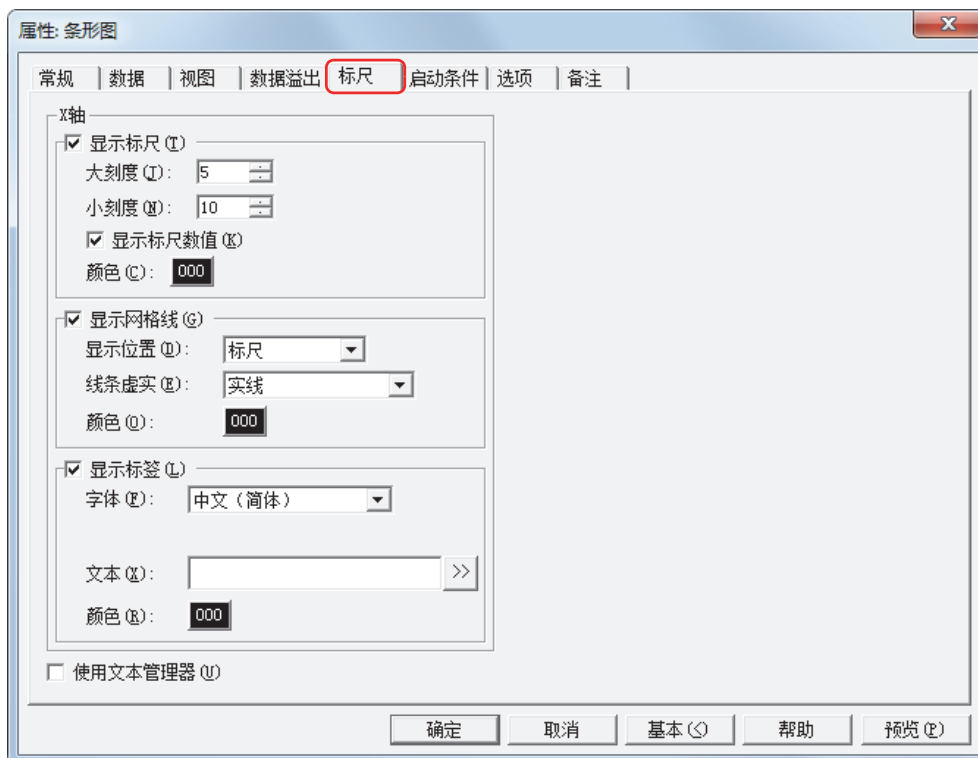 属性: 条形图
常规 数据 视图 数据溢出 标尺 启动条件 选项 备注
X轴
显示标尺(T)
大刻度(J): 5
小刻度(N): 10
显示标尺数值(K)
颜色(C): 000
显示网格线(G)
显示位置(D): 标尺
线条虚实(E): 实线
颜色(O): 000
显示标签(L)
字体(F): 中文（简体）
文本(X): >>
颜色(R): 000
使用文本管理器(U)
确定 取消 基本(<) 帮助 预览(P)